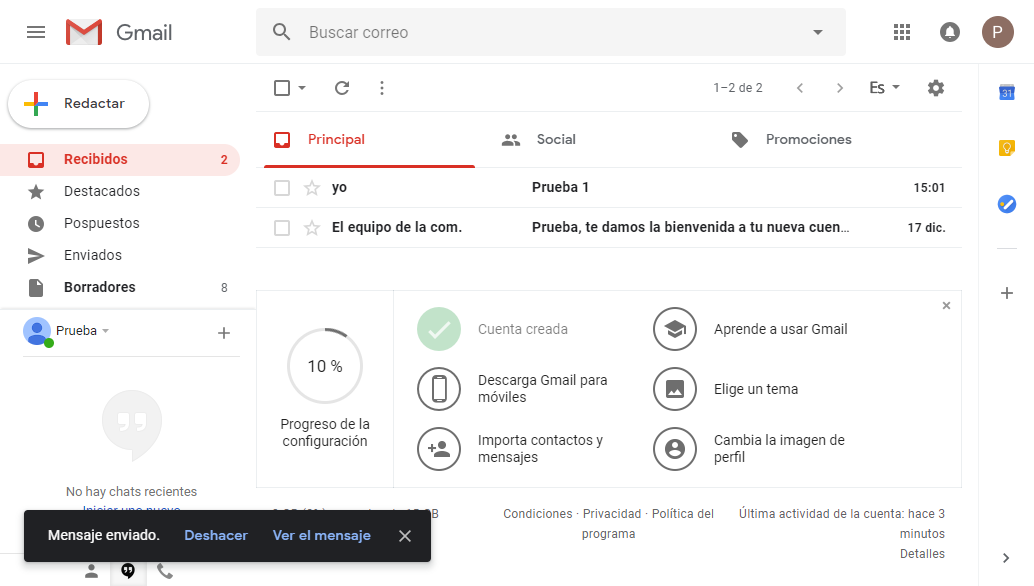 Gmail
Buscar correo
P
Redactar
1–2 de 2
Es
31
Recibidos 2
Destacados
Pospuestos
Enviados
Borradores 8
Principal
Social
Promociones
yo Prueba 1 15:01
El equipo de la com. Prueba, te damos la bienvenida a tu nueva cuen… 17 dic.
Prueba
No hay chats recientes
Iniciar uno nuevo
10 %
Progreso de la
configuración
Cuenta creada
Aprende a usar Gmail
Descarga Gmail para
móviles
Elige un tema
Importa contactos y
mensajes
Cambia la imagen de
perfil
Condiciones · Privacidad · Política del
programa
Última actividad de la cuenta: hace 3
minutos
Detalles
Mensaje enviado. Deshacer Ver el mensaje